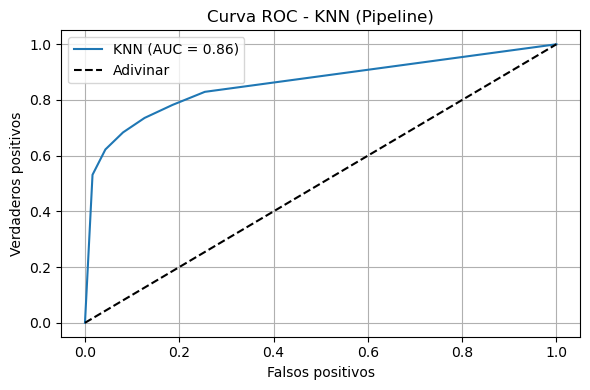 Curva ROC - KNN (Pipeline)
KNN (AUC = 0.86)
Adivinar
1.0
0.8
0.6
0.4
0.2
0.0
Verdaderos positivos
0.0 0.2 0.4 0.6 0.8 1.0
Falsos positivos